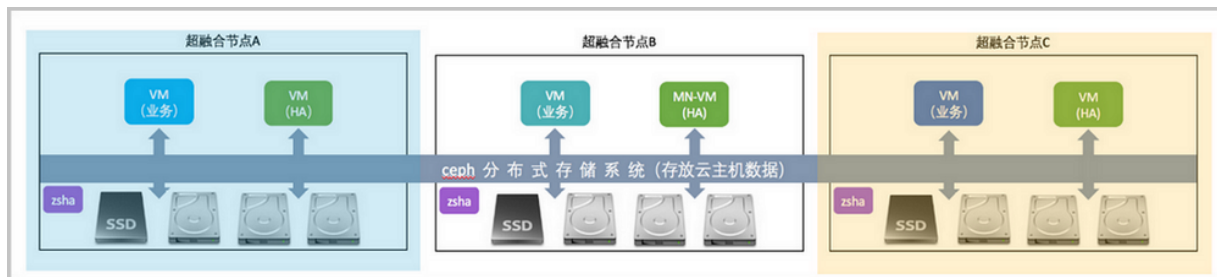 超融合节点A
超融合节点B
超融合节点C
VM
(业务)
VM
(HA)
VM
(业务)
MN-VM
(HA)
VM
(业务)
VM
(HA)
ceph 分 布 式 存 储 系 统（存放云主机数据）
zsha
SSD
zsha
SSD
zsha
SSD